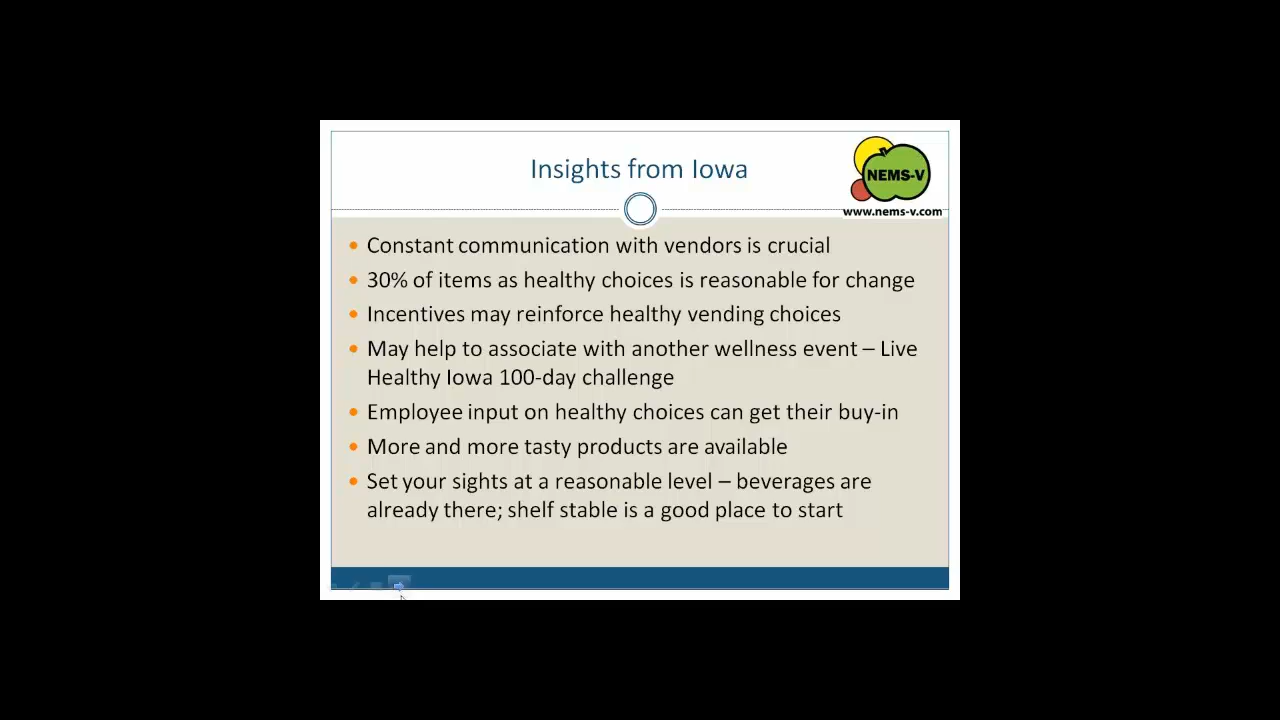 Insights from Iowa
NEMS-V
www.nems-v.com
• Constant communication with vendors is crucial
• 30% of items as healthy choices is reasonable for change
• Incentives may reinforce healthy vending choices
• May help to associate with another wellness event – Live
Healthy Iowa 100-day challenge
• Employee input on healthy choices can get their buy-in
• More and more tasty products are available
• Set your sights at a reasonable level – beverages are
already there; shelf stable is a good place to start